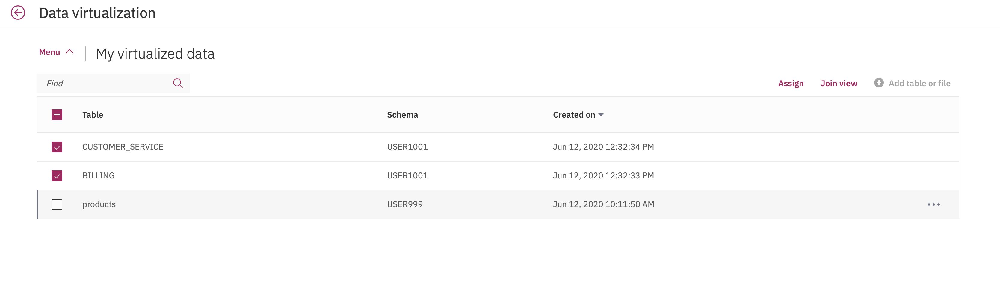 Data virtualization
Menu My virtualized data
Find Assign Join view Add table or file
Table Schema Created on
CUSTOMER_SERVICE USER1001 Jun 12, 2020 12:32:34 PM
BILLING USER1001 Jun 12, 2020 12:32:33 PM
products USER999 Jun 12, 2020 10:11:50 AM